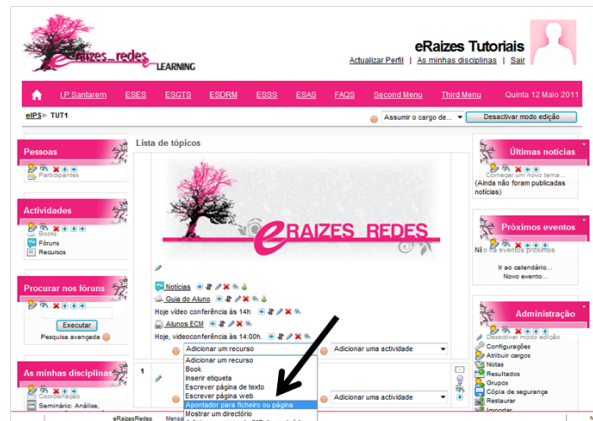 eRaizes_redes
LEARNING
eRaizes Tutoriais
Actualizar Perfil | As minhas disciplinas | Sair
I.P.Santarem ESES ESGTS ESDRM ESSS ESAS FAQS Second Menu Third Menu Quinta 12 Maio 2011
eIPS ▶ TUT1
Assumir o cargo de...
Desactivar modo edição
Pessoas
Participantes
Actividades
Books
Fóruns
Recursos
Procurar nos fóruns
Executar
Pesquisa avançada
As minhas disciplinas
Coordenação
Seminário: Análise,
Lista de tópicos
eRAIZES REDES
Notícias
Guia do Aluno
Hoje vídeo conferência às 14h
Alunos ECM
Hoje, videoconferência às 14:00h.
Adicionar um recurso
Adicionar uma actividade
Adicionar um recurso
Book
Inserir etiqueta
Escrever página de texto
Escrever página web
Apontador para ficheiro ou página
Mostrar um directório
1
Adicionar uma actividade
Últimas notícias
Começar um novo tema...
(Ainda não foram publicadas
notícias)
Próximos eventos
Não há eventos próximos
Ir ao calendário...
Novo evento...
Administração
Desactivar modo edição
Configurações
Atribuir cargos
Notas
Resultados
Grupos
Cópia de segurança
Restaurar
Importar
eRaizesRedes